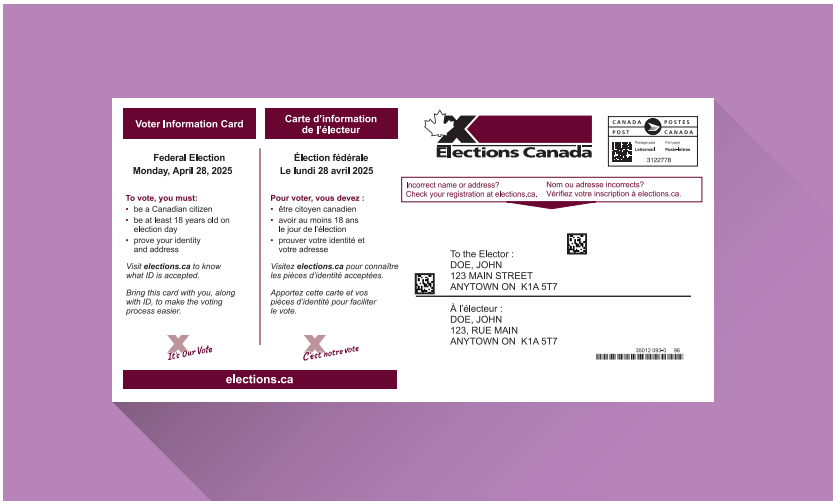 Voter Information Card
Federal Election
Monday, April 28, 2025
To vote, you must:
• be a Canadian citizen
• be at least 18 years old on
election day
• prove your identity
and address
Visit elections.ca to know
what ID is accepted.
Bring this card with you, along
with ID, to make the voting
process easier.
X
It's Our Vote
Carte d'information
de l'électeur
Élection fédérale
Le lundi 28 avril 2025
Pour voter, vous devez :
• être citoyen canadien
• avoir au moins 18 ans
le jour de l'élection
• prouver votre identité et
votre adresse
Visitez elections.ca pour connaître
les pièces d'identité acceptées.
Apportez cette carte et vos
pièces d'identité pour faciliter
le vote.
X
C'est notre vote
elections.ca
X
Elections Canada
CANADA POSTES
POST CANADA
Postage paid Port payé
Lettermail Poste-lettres
3122778
Incorrect name or address?
Check your registration at elections.ca.
Nom ou adresse incorrects?
Vérifiez votre inscription à elections.ca.
To the Elector :
DOE, JOHN
123 MAIN STREET
ANYTOWN ON K1A 5T7
À l'électeur :
DOE, JOHN
123, RUE MAIN
ANYTOWN ON K1A 5T7
35012 093-0 96